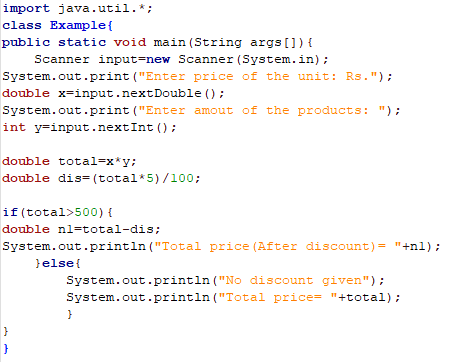 import java.util.*;
class Example{
public static void main(String args[]){
Scanner input=new Scanner(System.in);
System.out.print("Enter price of the unit: Rs.");
double x=input.nextDouble();
System.out.print("Enter amout of the products: ");
int y=input.nextInt();
double total=x*y;
double dis=(total*5)/100;
if(total>500){
double nl=total-dis;
System.out.println("Total price(After discount)= "+nl);
}else{
System.out.println("No discount given");
System.out.println("Total price= "+total);
}
}
}